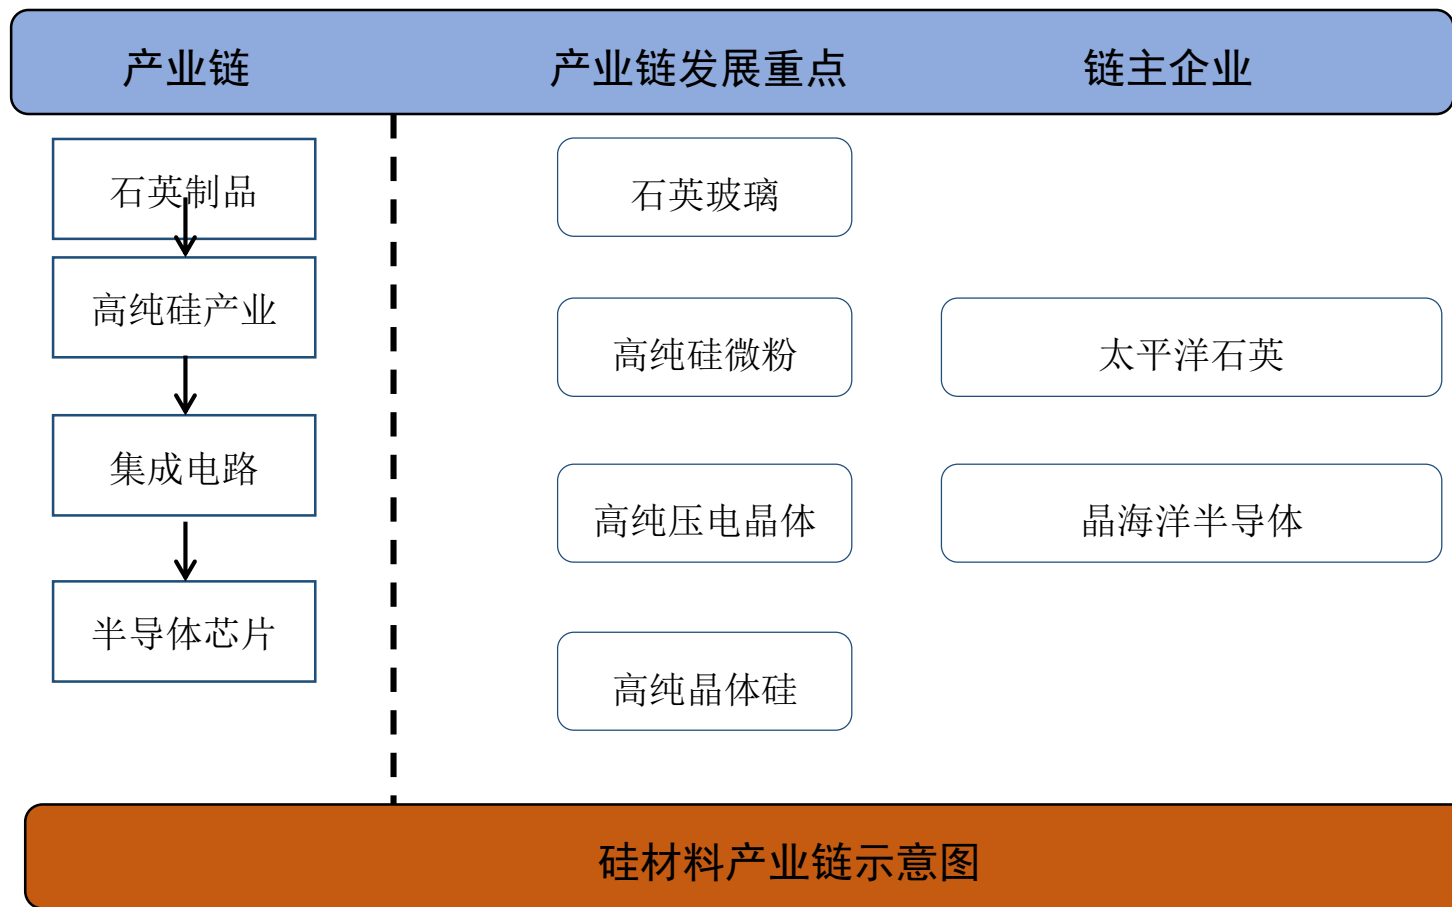 产业链
产业链发展重点
链主企业
石英制品
石英玻璃
高纯硅产业
高纯硅微粉
太平洋石英
集成电路
高纯压电晶体
晶海洋半导体
半导体芯片
高纯晶体硅
硅材料产业链示意图